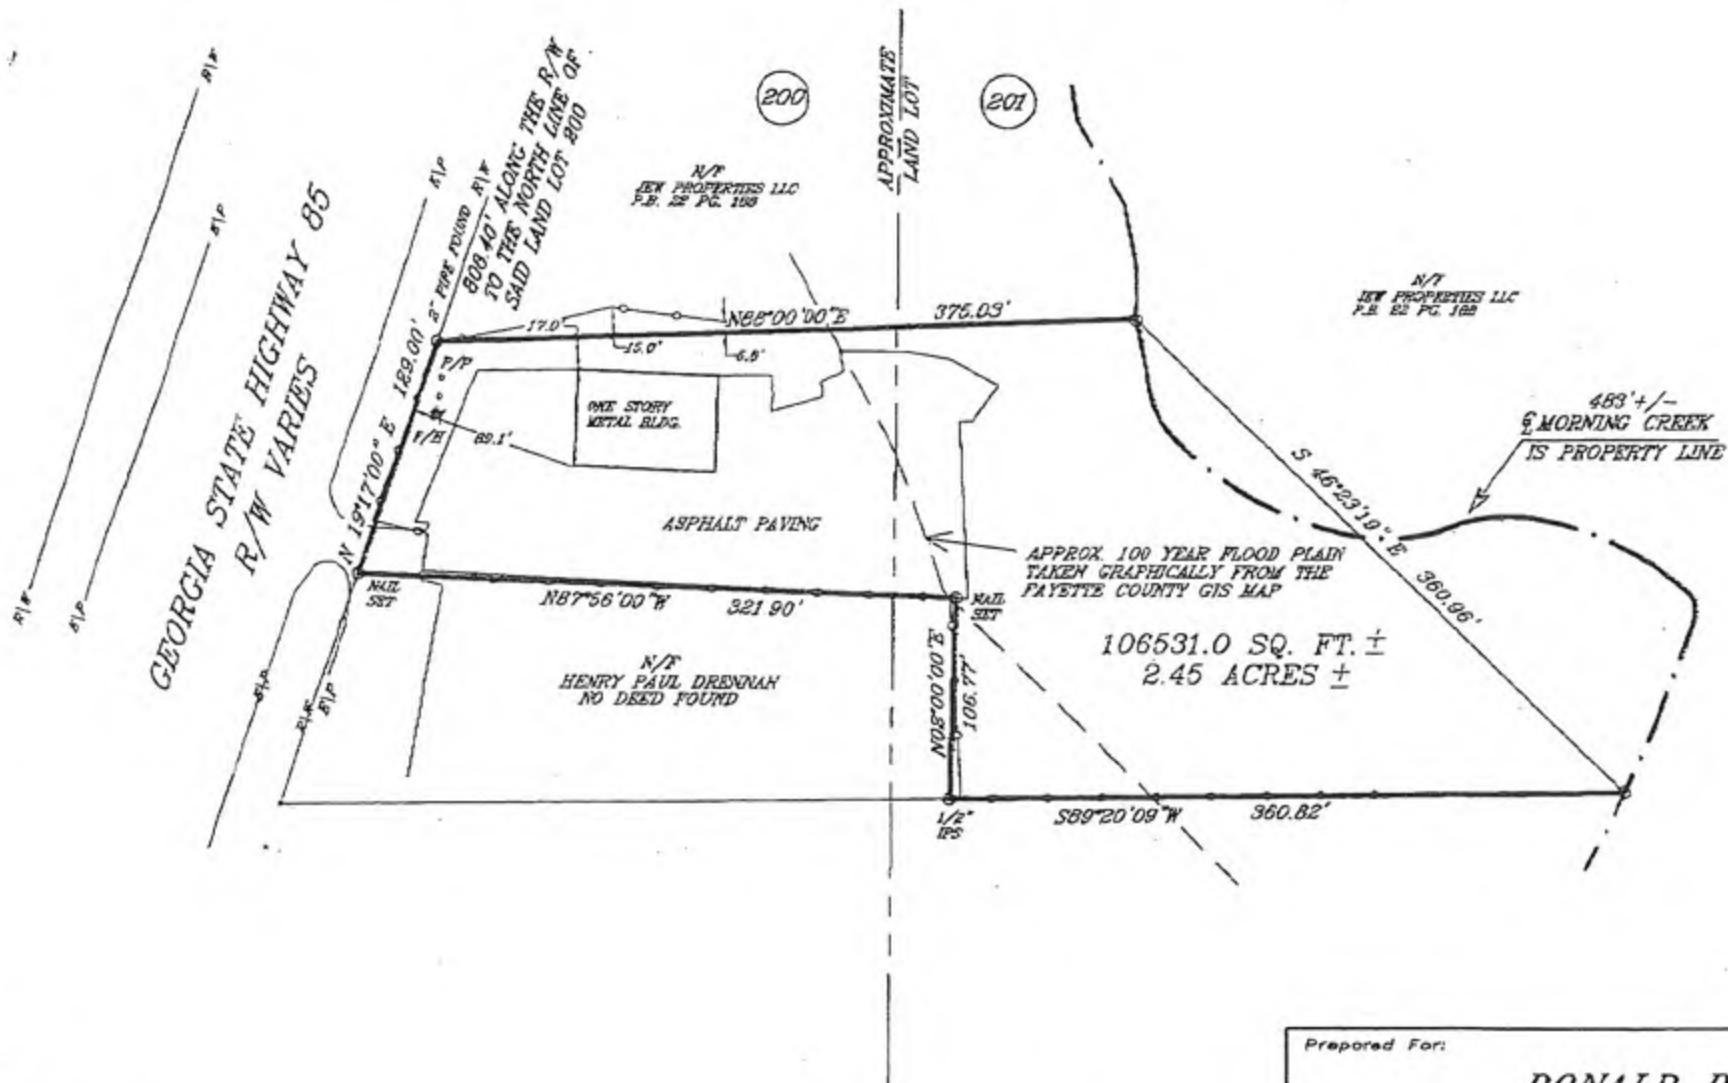 200
201
APPROXIMATE
LAND LOT
808.40' ALONG THE R/W
TO THE NORTH LINE OF
SAID LAND LOT 200
R/W
E/P
E/P
R/W
2" PIPE FOUND
GEORGIA STATE HIGHWAY 85
R/W VARIES
N/F
JEW PROPERTIES LLC
P.B. 22 PG. 188
N/F
JEW PROPERTIES LLC
P.B. 22 PG. 188
N88°00'00"E 375.03'
17.0'
15.0'
6.8'
N 19°17'00" E 129.00'
P/P
F/H
89.1'
ONE STORY
METAL BLDG.
483'+/-
℄ MORNING CREEK
IS PROPERTY LINE
S 46°23'19" E 360.96'
ASPHALT PAVING
APPROX. 100 YEAR FLOOD PLAIN
TAKEN GRAPHICALLY FROM THE
FAYETTE COUNTY GIS MAP
NAIL
SET
N87°56'00"W 321.90'
NAIL
SET
R/W
E/P
106531.0 SQ. FT. ±
2.45 ACRES ±
N/F
HENRY PAUL DRENNAN
NO DEED FOUND
N02°00'00"E
106.77'
E/P
R/W
E/P
1/2"
IPS
S89°20'09"W 360.82'
Prepared For: